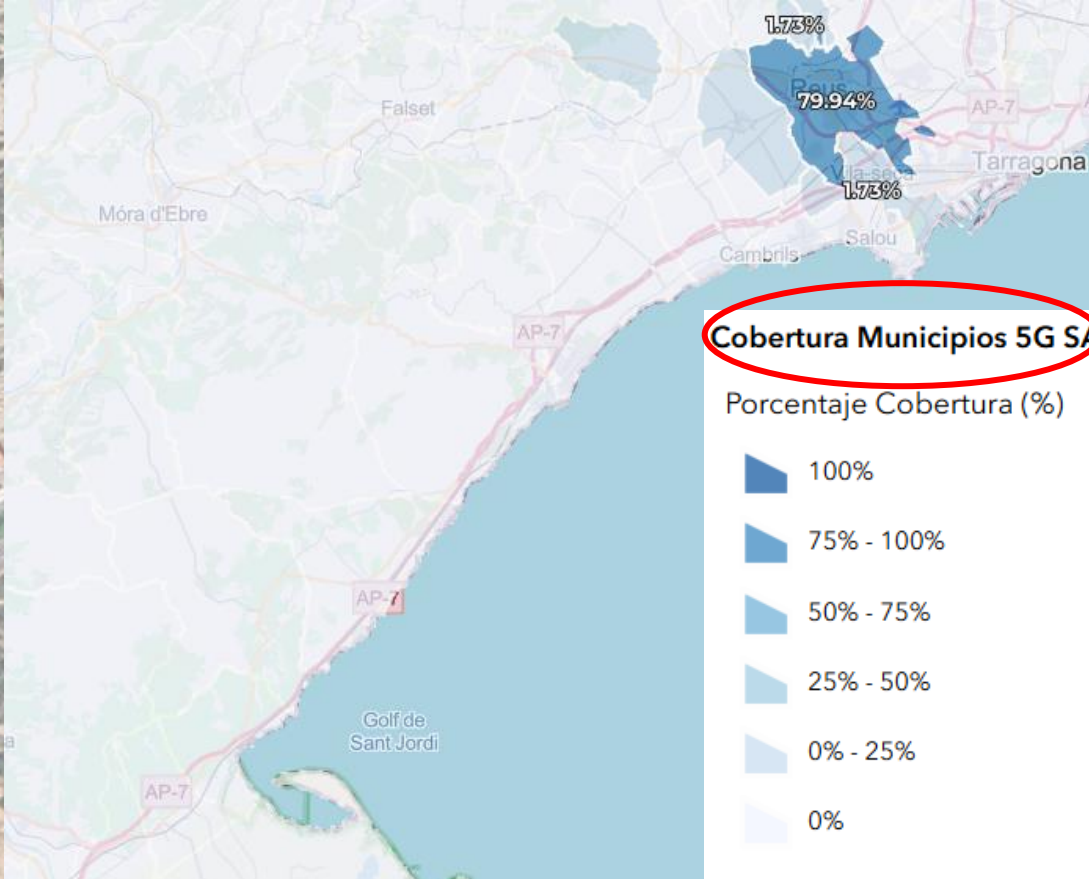 1.73%
Reus
79.94%
Falset
AP-7
Tarragona
Vila-seca
1.73%
Móra d'Ebre
Salou
Cambrils
AP-7
Cobertura Municipios 5G SA
Porcentaje Cobertura (%)
100%
75% - 100%
50% - 75%
25% - 50%
0% - 25%
0%
AP-7
Golf de
Sant Jordi
a
AP-7